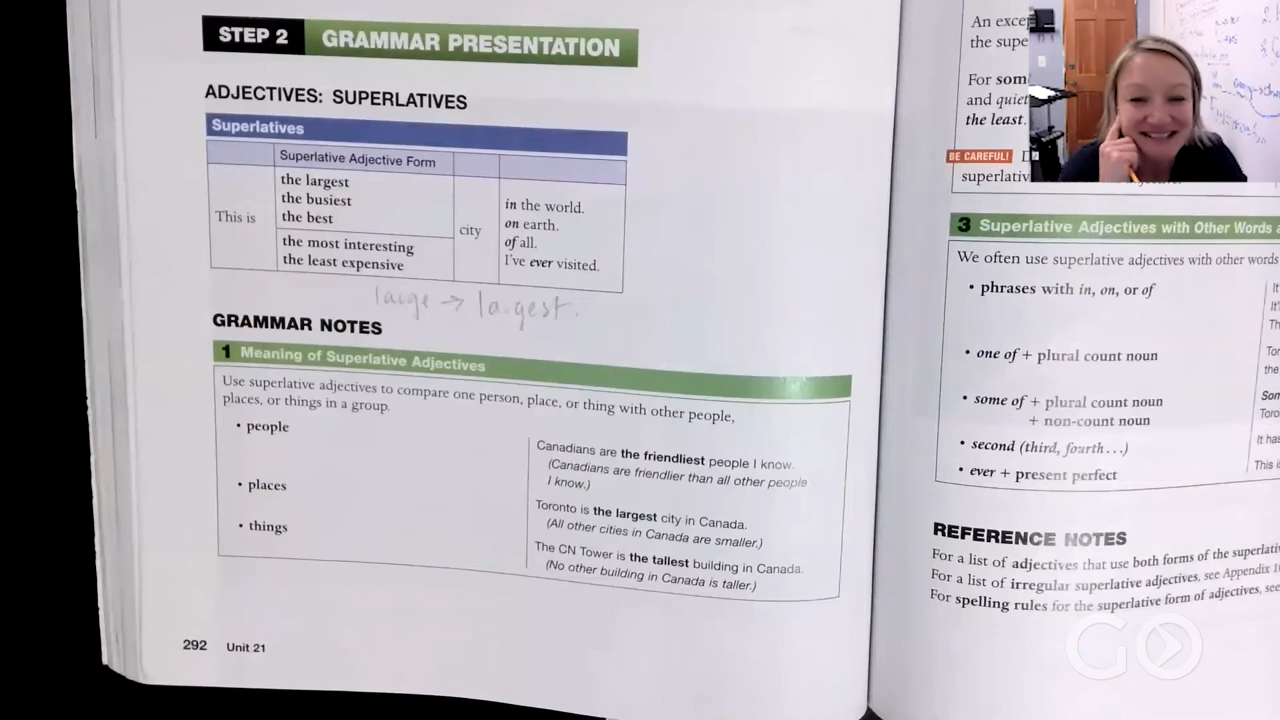 STEP 2 GRAMMAR PRESENTATION
ADJECTIVES: SUPERLATIVES
Superlatives
Superlative Adjective Form
This is
the largest
the busiest
the best
the most interesting
the least expensive
city
in the world.
on earth.
of all.
I've ever visited.
large → largest.
GRAMMAR NOTES
1 Meaning of Superlative Adjectives
Use superlative adjectives to compare one person, place, or thing with other people,
places, or things in a group.
• people
Canadians are the friendliest people I know.
(Canadians are friendlier than all other people
I know.)
• places
Toronto is the largest city in Canada.
(All other cities in Canada are smaller.)
• things
The CN Tower is the tallest building in Canada.
(No other building in Canada is taller.)
292 Unit 21
An
the
For
and quiet
the least.
BE CAREFUL!
3 Superlative Adjectives with Other Words
We often use superlative adjectives with other words
• phrases with in, on, or of
• one of + plural count noun
• some of + plural count noun
+ non-count noun
• second (third, fourth...)
• ever + present perfect
It has
This
REFERENCE NOTES
For a list of adjectives that use both forms of the
For a list of irregular superlative adjectives, see Appendix
For spelling rules for the superlative form of adjectives, see
GO